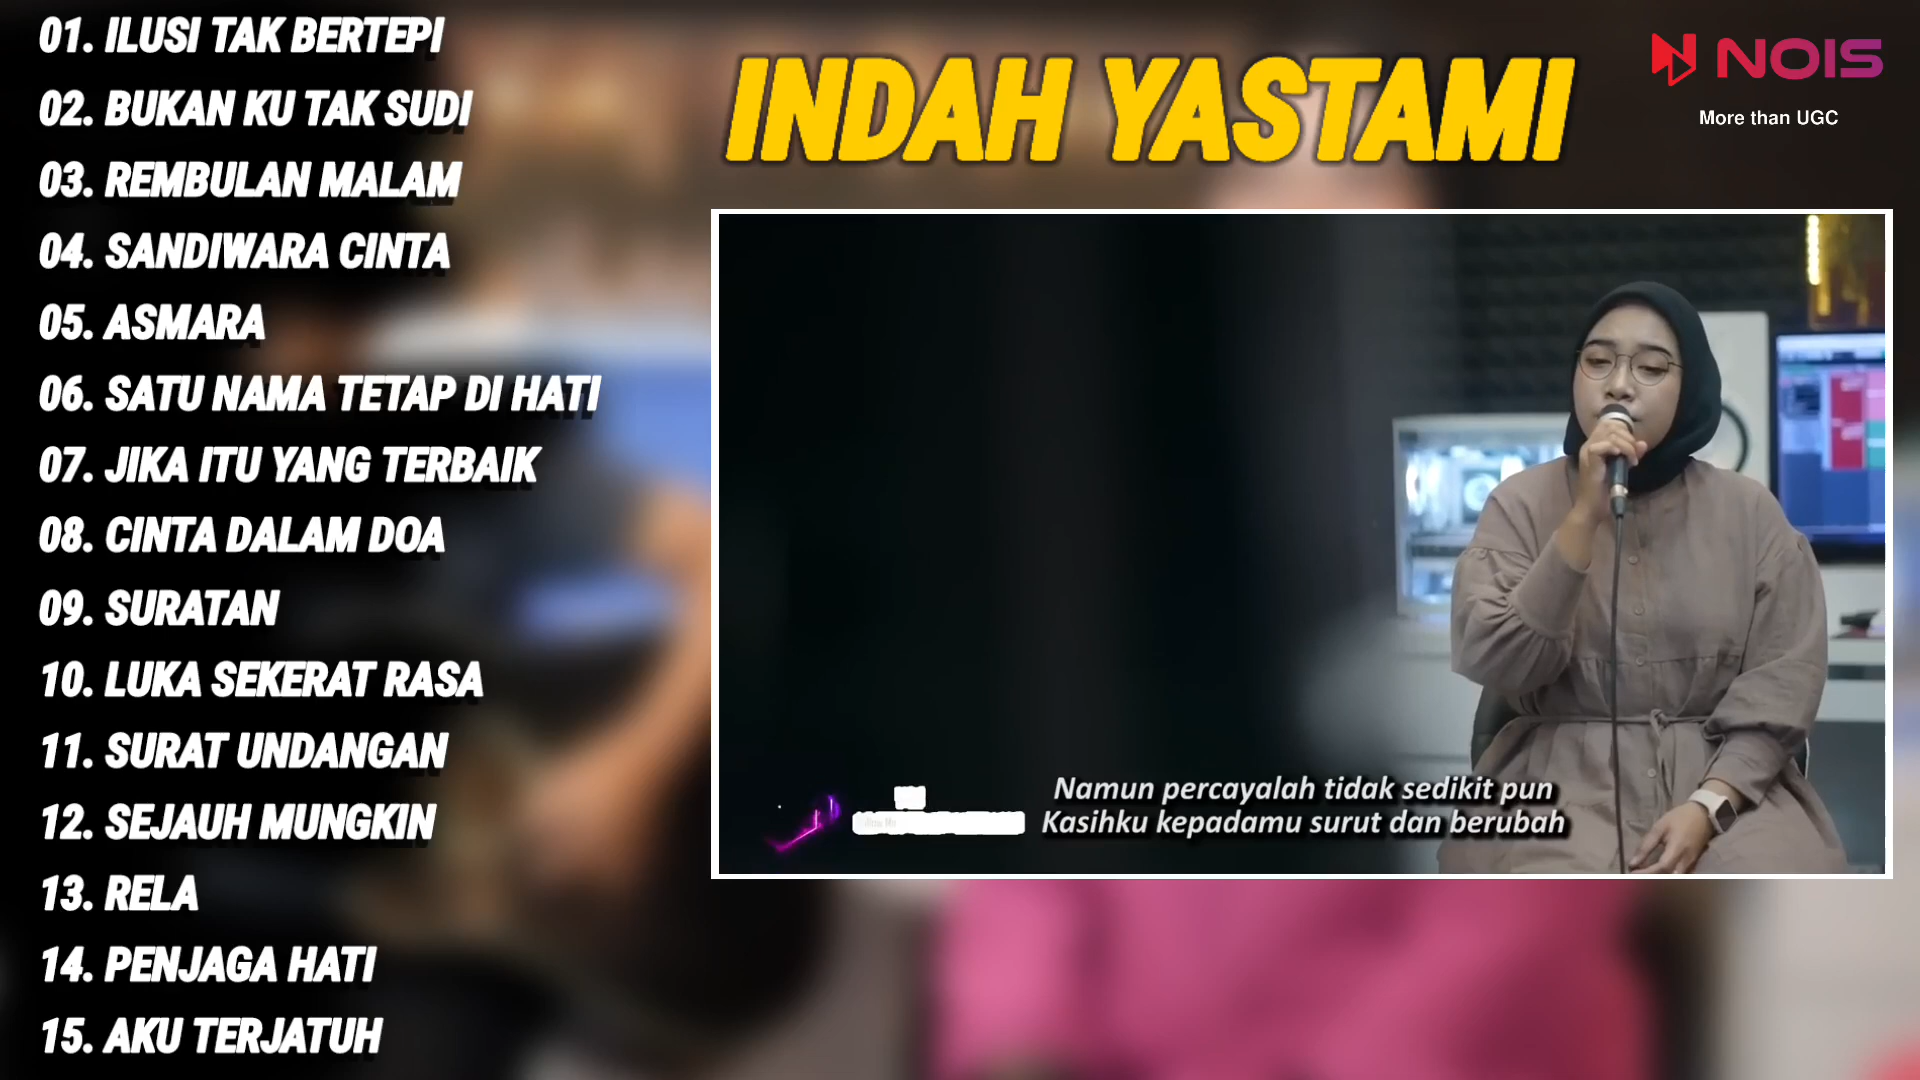 01. ILUSI TAK BERTEPI
02. BUKAN KU TAK SUDI
03. REMBULAN MALAM
04. SANDIWARA CINTA
05. ASMARA
06. SATU NAMA TETAP DI HATI
07. JIKA ITU YANG TERBAIK
08. CINTA DALAM DOA
09. SURATAN
10. LUKA SEKERAT RASA
11. SURAT UNDANGAN
12. SEJAUH MUNGKIN
13. RELA
14. PENJAGA HATI
15. AKU TERJATUH
INDAH YASTAMI
NOIS
More than UGC
Namun percayalah tidak sedikit pun
Kasihku kepadamu surut dan berubah